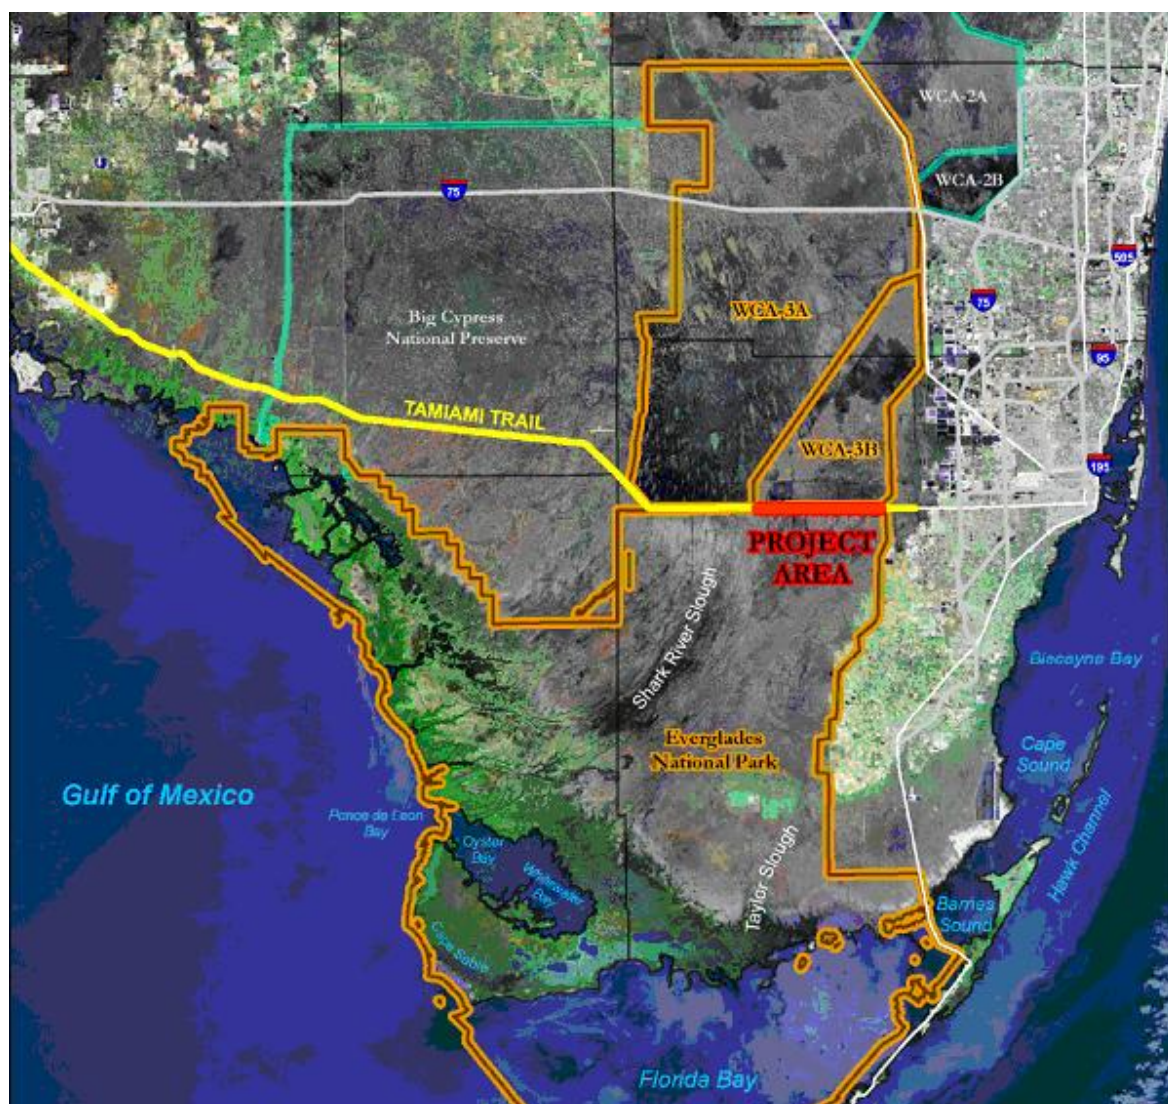 WCA-2A
WCA-2B
75
595
75
Big Cypress
National Preserve
WCA-3A
95
TAMIAMI TRAIL
WCA-3B
195
PROJECT
AREA
Shark River Slough
Biscayne Bay
Everglades
National Park
Cape
Sound
Gulf of Mexico
Ponce de Leon
Bay
Hawk Channel
Oyster
Bay
Whitewater
Bay
Taylor Slough
Barnes
Sound
Cape Sable
Florida Bay